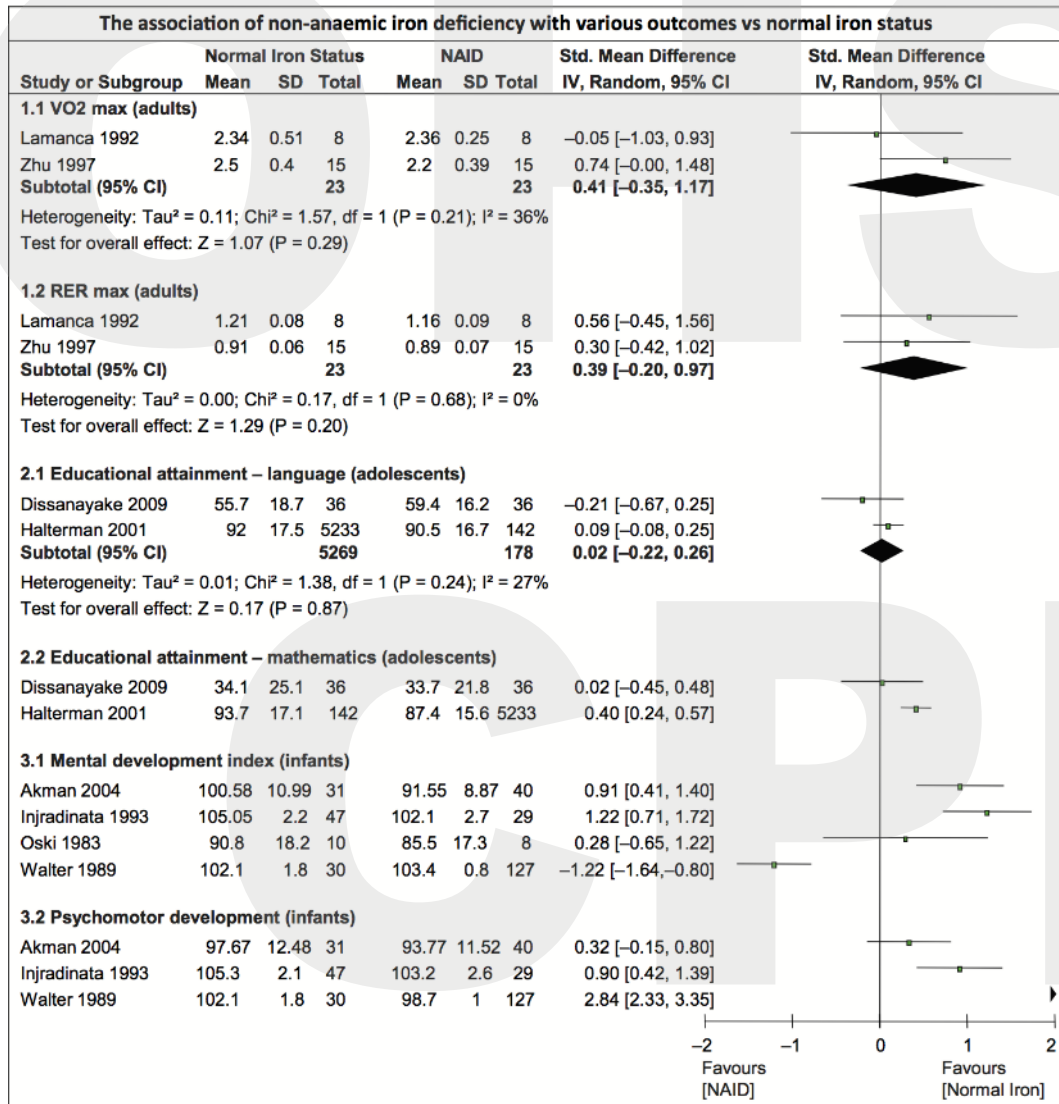 The association of non-anaemic iron deficiency with various outcomes vs normal iron status
Normal Iron Status NAID Std. Mean Difference Std. Mean Difference
Study or Subgroup Mean SD Total Mean SD Total IV, Random, 95% CI IV, Random, 95% CI
1.1 VO2 max (adults)
Lamanca 1992 2.34 0.51 8 2.36 0.25 8 −0.05 [−1.03, 0.93]
Zhu 1997 2.5 0.4 15 2.2 0.39 15 0.74 [−0.00, 1.48]
Subtotal (95% CI) 23 23 0.41 [−0.35, 1.17]
Heterogeneity: Tau² = 0.11; Chi² = 1.57, df = 1 (P = 0.21); I² = 36%
Test for overall effect: Z = 1.07 (P = 0.29)
1.2 RER max (adults)
Lamanca 1992 1.21 0.08 8 1.16 0.09 8 0.56 [−0.45, 1.56]
Zhu 1997 0.91 0.06 15 0.89 0.07 15 0.30 [−0.42, 1.02]
Subtotal (95% CI) 23 23 0.39 [−0.20, 0.97]
Heterogeneity: Tau² = 0.00; Chi² = 0.17, df = 1 (P = 0.68); I² = 0%
Test for overall effect: Z = 1.29 (P = 0.20)
2.1 Educational attainment – language (adolescents)
Dissanayake 2009 55.7 18.7 36 59.4 16.2 36 -0.21 [−0.67, 0.25]
Halterman 2001 92 17.5 5233 90.5 16.7 142 0.09 [−0.08, 0.25]
Subtotal (95% CI) 5269 178 0.02 [−0.22, 0.26]
Heterogeneity: Tau² = 0.01; Chi² = 1.38, df = 1 (P = 0.24); I² = 27%
Test for overall effect: Z = 0.17 (P = 0.87)
2.2 Educational attainment – mathematics (adolescents)
Dissanayake 2009 34.1 25.1 36 33.7 21.8 36 0.02 [−0.45, 0.48]
Halterman 2001 93.7 17.1 142 87.4 15.6 5233 0.40 [0.24, 0.57]
3.1 Mental development index (infants)
Akman 2004 100.58 10.99 31 91.55 8.87 40 0.91 [0.41, 1.40]
Injradinata 1993 105.05 2.2 47 102.1 2.7 29 1.22 [0.71, 1.72]
Oski 1983 90.8 18.2 10 85.5 17.3 8 0.28 [−0.65, 1.22]
Walter 1989 102.1 1.8 30 103.4 0.8 127 −1.22 [−1.64,−0.80]
3.2 Psychomotor development (infants)
Akman 2004 97.67 12.48 31 93.77 11.52 40 0.32 [−0.15, 0.80]
Injradinata 1993 105.3 2.1 47 103.2 2.6 29 0.90 [0.42, 1.39]
Walter 1989 102.1 1.8 30 98.7 1 127 2.84 [2.33, 3.35]
−2 −1 0 1 2
Favours Favours
[NAID] [Normal Iron]
OHS
CP